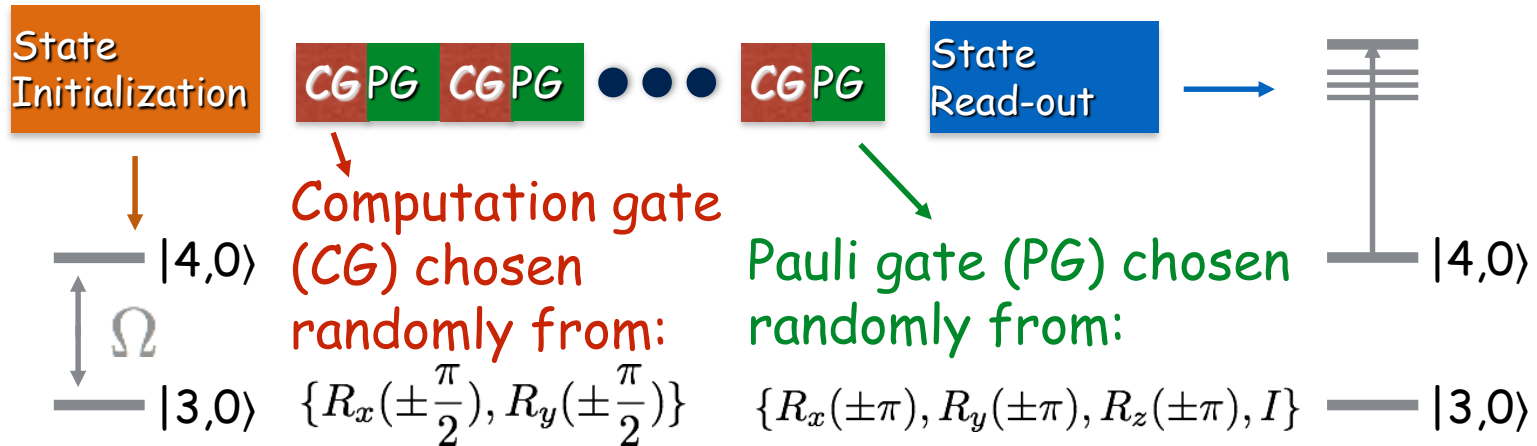 State
Initialization
CG PG CG PG ●●● CG PG
State
Read-out
Computation gate
(CG) chosen
randomly from:
{R_x(±π/2), R_y(±π/2)}
Pauli gate (PG) chosen
randomly from:
{R_x(±π), R_y(±π), R_z(±π), I}
|4,0⟩
Ω
|3,0⟩
|4,0⟩
|3,0⟩